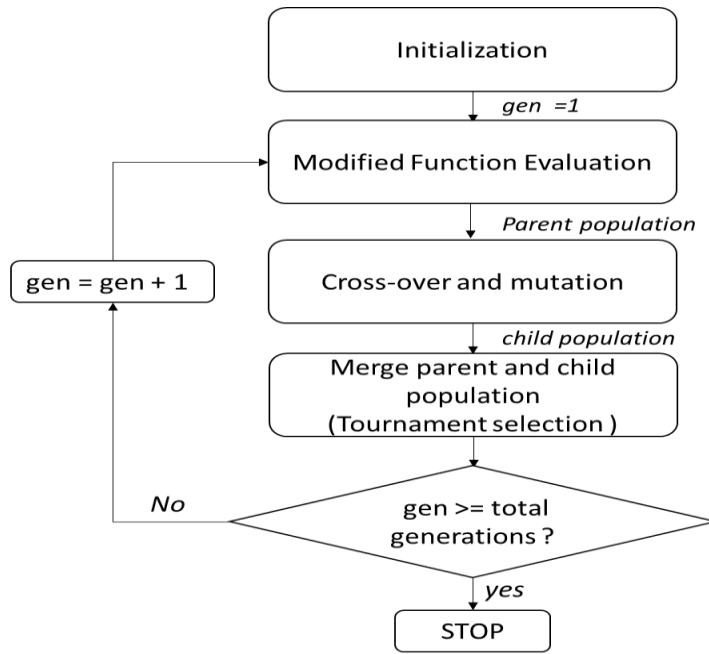 Initialization
gen =1
Modified Function Evaluation
Parent population
gen = gen + 1
Cross-over and mutation
child population
Merge parent and child
population
(Tournament selection )
No
gen >= total
generations ?
yes
STOP